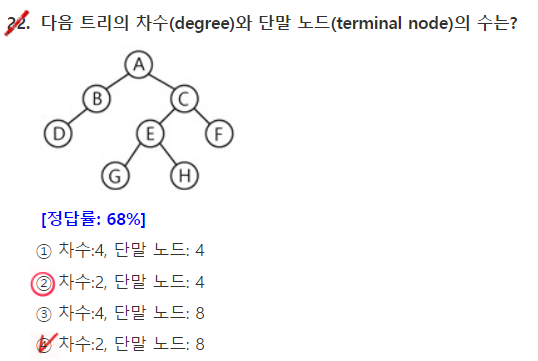 22. 다음 트리의 차수(degree)와 단말 노드(terminal node)의 수는?
A
B C
D E F
G H
[정답률: 68%]
① 차수:4, 단말 노드: 4
② 차수:2, 단말 노드: 4
③ 차수:4, 단말 노드: 8
④ 차수:2, 단말 노드: 8